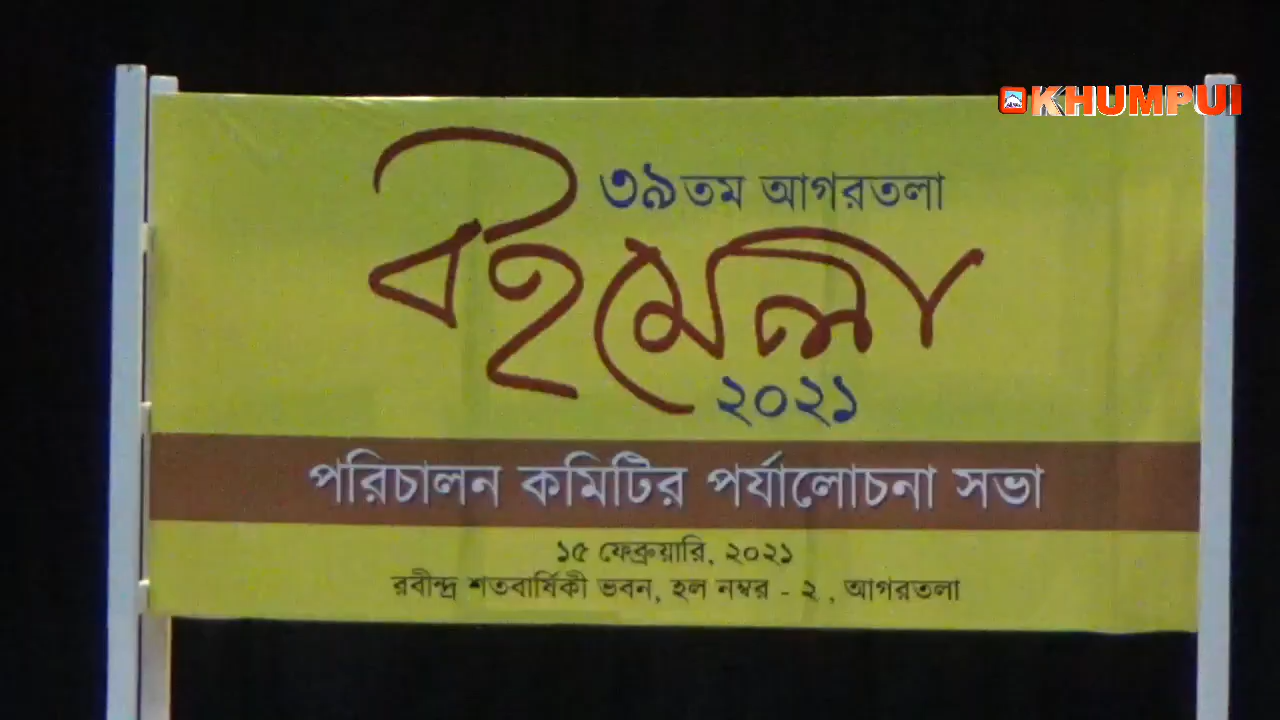 KHUMPUI
৩৯তম আগরতলা
বইমেলা
২০২১
পরিচালন কমিটির পর্যালোচনা সভা
১৫ ফেব্রুয়ারি, ২০২১
রবীন্দ্র শতবার্ষিকী ভবন, হল নম্বর - ২, আগরতলা